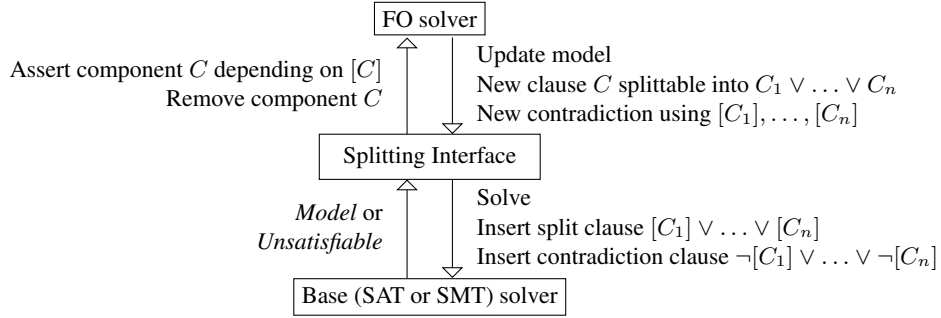 FO solver
Assert component C depending on [C]
Remove component C
Update model
New clause C splittable into C₁ ∨ … ∨ Cₙ
New contradiction using [C₁], …, [Cₙ]
Splitting Interface
Model or
Unsatisfiable
Solve
Insert split clause [C₁] ∨ … ∨ [Cₙ]
Insert contradiction clause ¬[C₁] ∨ … ∨ ¬[Cₙ]
Base (SAT or SMT) solver